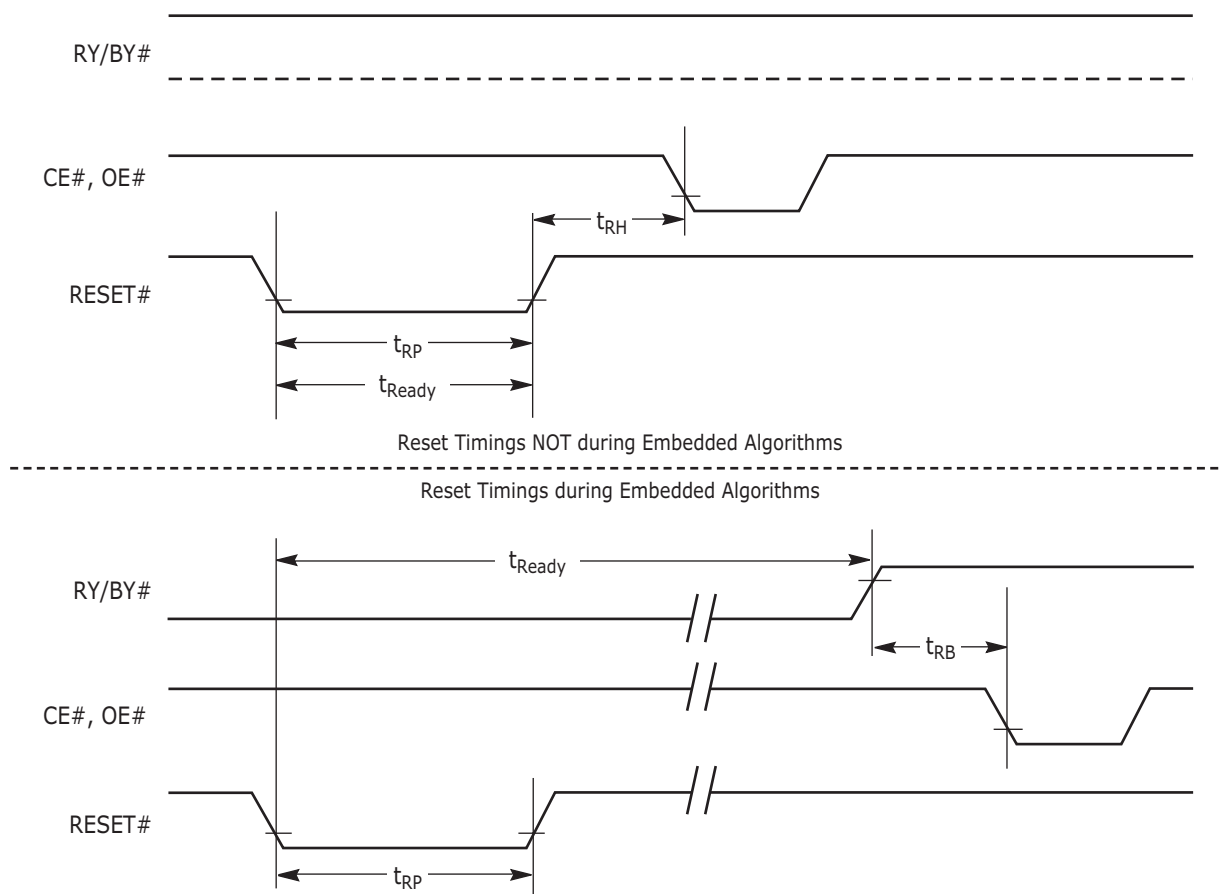 RY/BY#
CE#, OE#
tRH
RESET#
tRP
tReady
Reset Timings NOT during Embedded Algorithms
Reset Timings during Embedded Algorithms
tReady
RY/BY#
tRB
CE#, OE#
RESET#
tRP